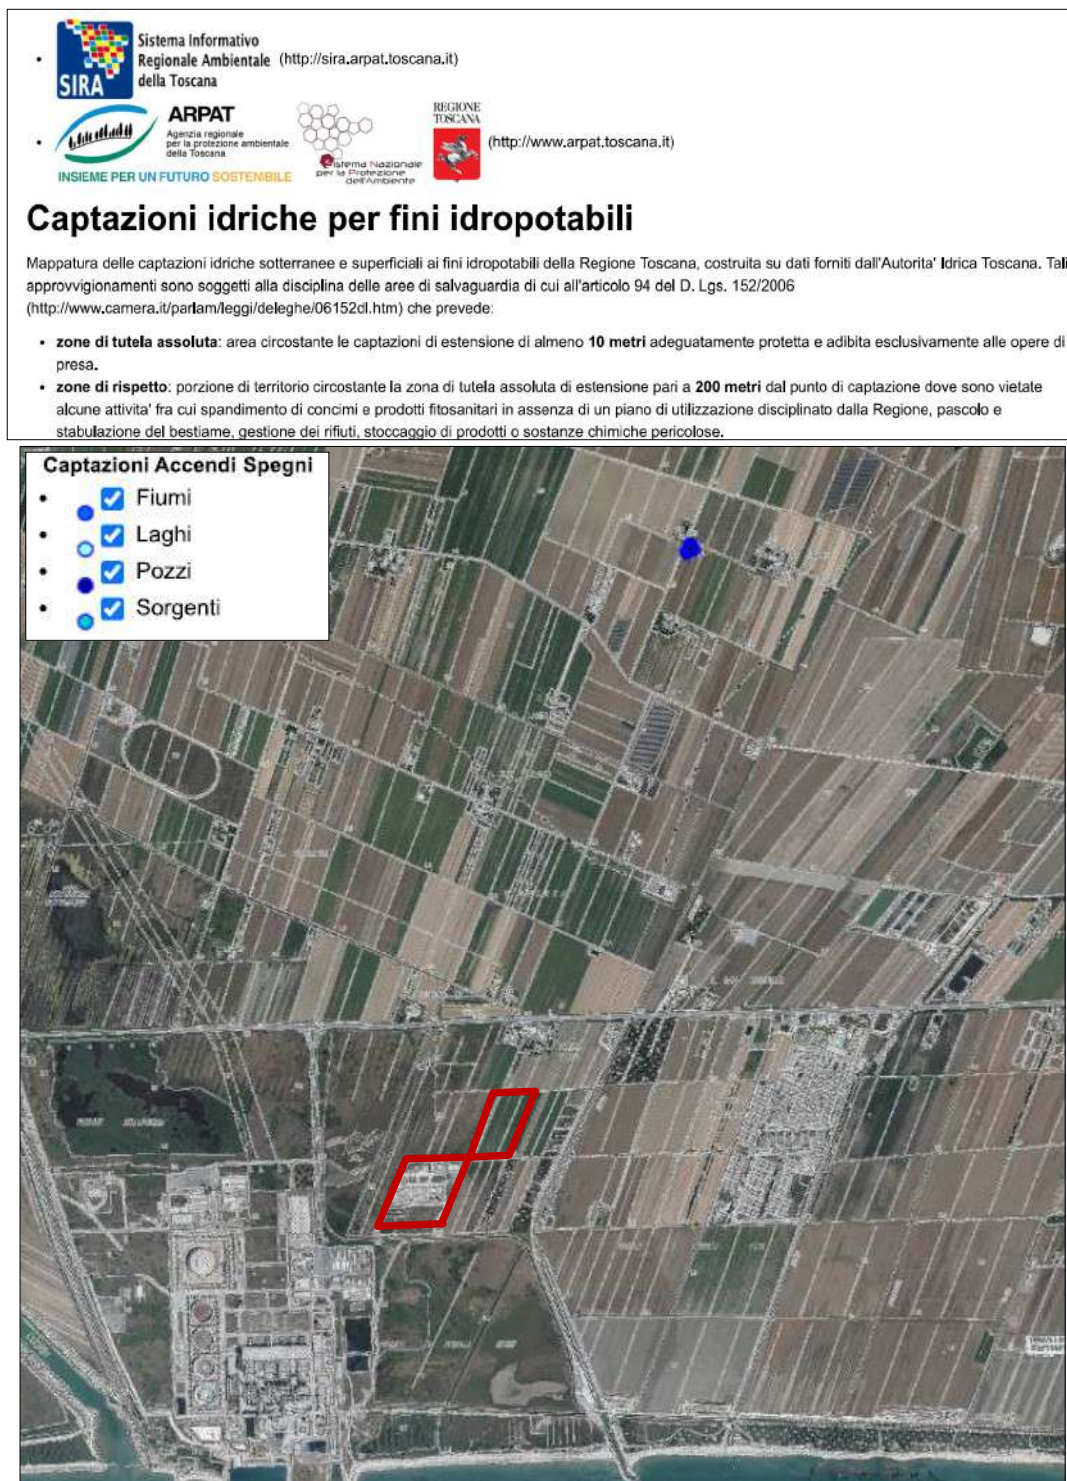 SIRA
Sistema Informativo
Regionale Ambientale
della Toscana
(http://sira.arpat.toscana.it)
ARPAT
Agenzia regionale
per la protezione ambientale
della Toscana
INSIEME PER UN FUTURO SOSTENIBILE
Sistema Nazionale
per la Protezione
dell'Ambiente
REGIONE
TOSCANA
(http://www.arpat.toscana.it)
Captazioni idriche per fini idropotabili
Mappatura delle captazioni idriche sotterranee e superficiali ai fini idropotabili della Regione Toscana, costruita su dati forniti dall'Autorita' Idrica Toscana. Tali
approvvigionamenti sono soggetti alla disciplina delle aree di salvaguardia di cui all'articolo 94 del D. Lgs. 152/2006
(http://www.camera.it/parlam/leggi/deleghe/06152dl.htm) che prevede:
• zone di tutela assoluta: area circostante le captazioni di estensione di almeno 10 metri adeguatamente protetta e adibita esclusivamente alle opere di
presa.
• zone di rispetto: porzione di territorio circostante la zona di tutela assoluta di estensione pari a 200 metri dal punto di captazione dove sono vietate
alcune attivita' fra cui spandimento di concimi e prodotti fitosanitari in assenza di un piano di utilizzazione disciplinato dalla Regione, pascolo e
stabulazione del bestiame, gestione dei rifiuti, stoccaggio di prodotti o sostanze chimiche pericolose.
Captazioni Accendi Spegni
Fiumi
Laghi
Pozzi
Sorgenti